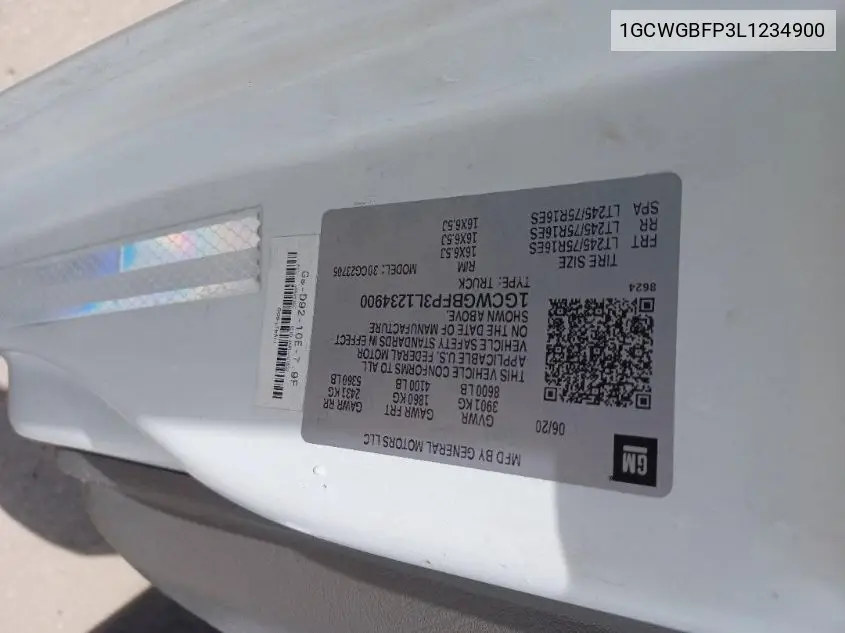 1GCWGBFP3L1234900
GM
MFD BY GENERAL MOTORS LLC
06/20
GVWR
3901 KG
8600 LB
GAWR FRT
1860 KG
4100 LB
GAWR RR
2431 KG
5360 LB
THIS VEHICLE CONFORMS TO ALL
APPLICABLE U.S. FEDERAL MOTOR
VEHICLE SAFETY STANDARDS IN EFFECT
ON THE DATE OF MANUFACTURE
SHOWN ABOVE.
1GCWGBFP3L1234900
TYPE: TRUCK
MODEL: 30CG23705
8624
TIRE SIZE
RIM
FRT LT245/75R16ES 16X6.5J
RR LT245/75R16ES 16X6.5J
SPA LT245/75R16ES 16X6.5J